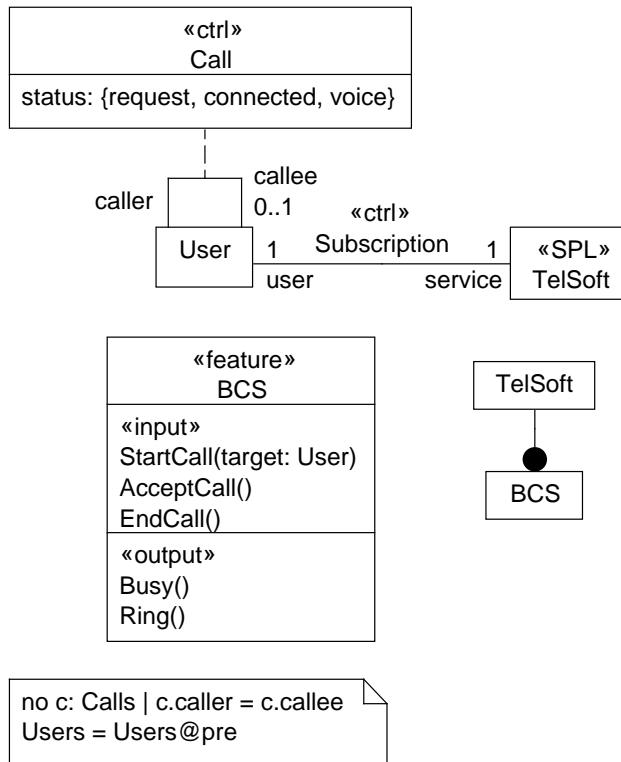 «ctrl»
Call
status: {request, connected, voice}
caller
callee
0..1
User
1
user
«ctrl»
Subscription
1
service
«SPL»
TelSoft
«feature»
BCS
«input»
StartCall(target: User)
AcceptCall()
EndCall()
«output»
Busy()
Ring()
TelSoft
BCS
no c: Calls | c.caller = c.callee
Users = Users@pre